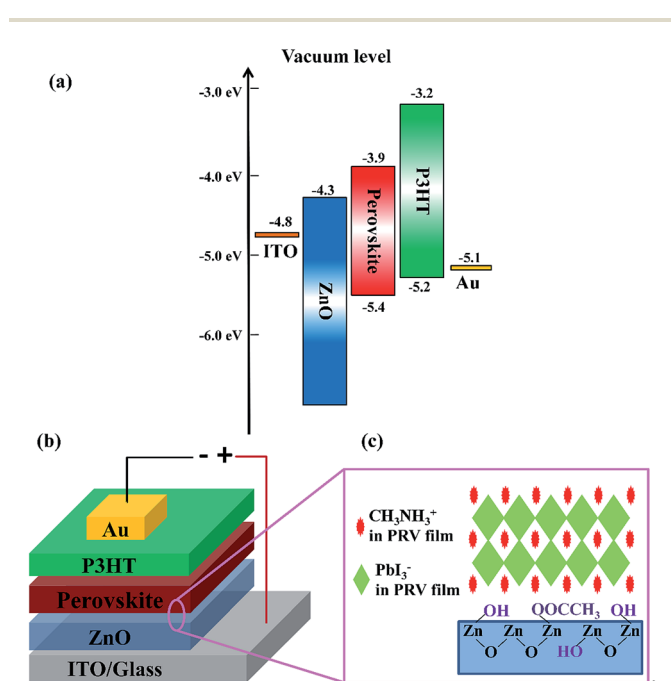 Vacuum level
(a)
-3.0 eV
-3.2
-3.9
-4.0 eV
-4.3
P3HT
Perovskite
-4.8
ITO
-5.0 eV
-5.1
Au
-5.2
ZnO
-5.4
-6.0 eV
(b)
- +
(c)
Au
P3HT
Perovskite
ZnO
ITO/Glass
CH₃NH₃⁺
in PRV film
PbI₃⁻
in PRV film
OH OOCCH₃ OH
Zn Zn Zn Zn Zn
O O HO O